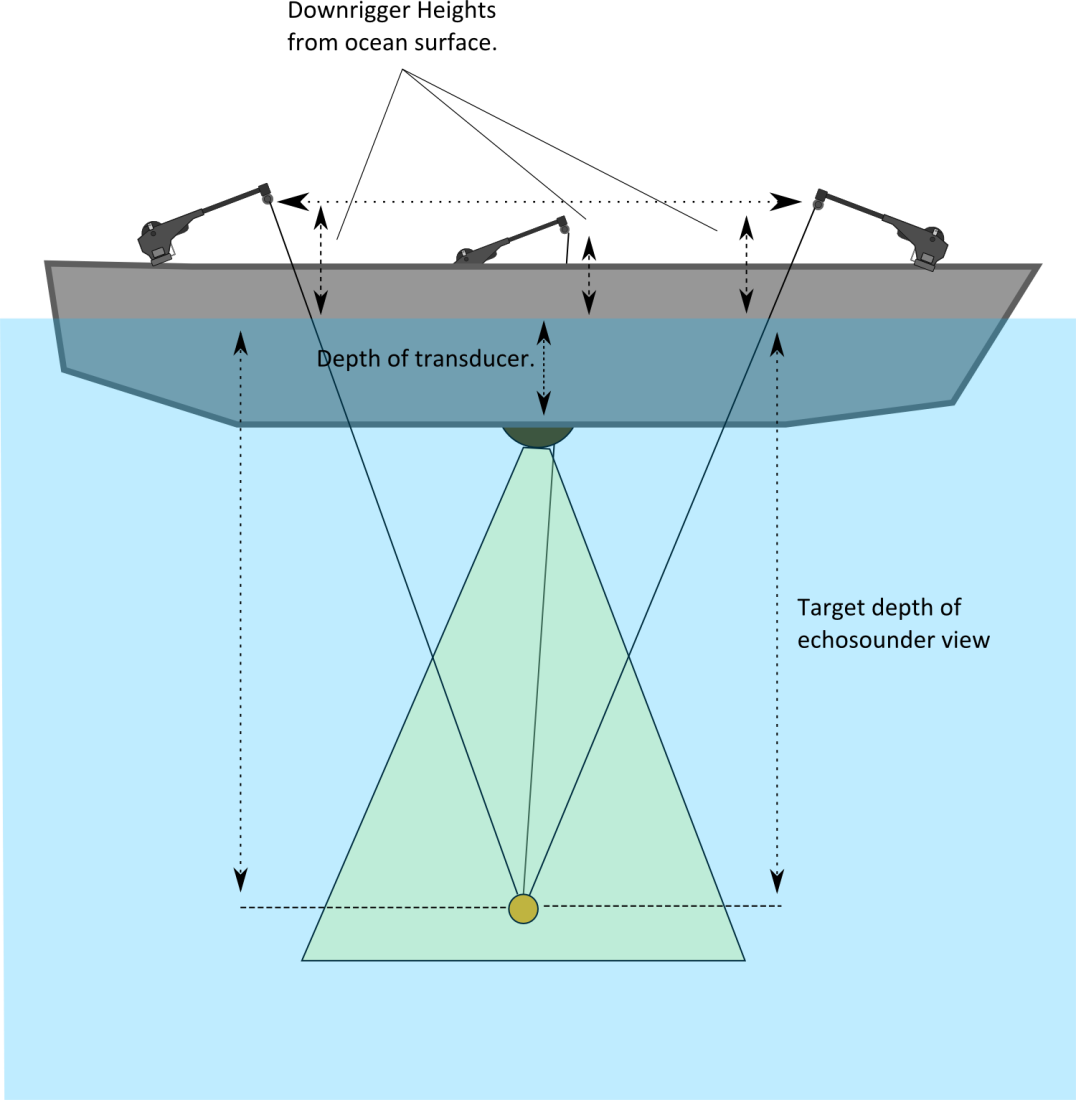 Downrigger Heights
from ocean surface.
Depth of transducer.
Target depth of
echosounder view